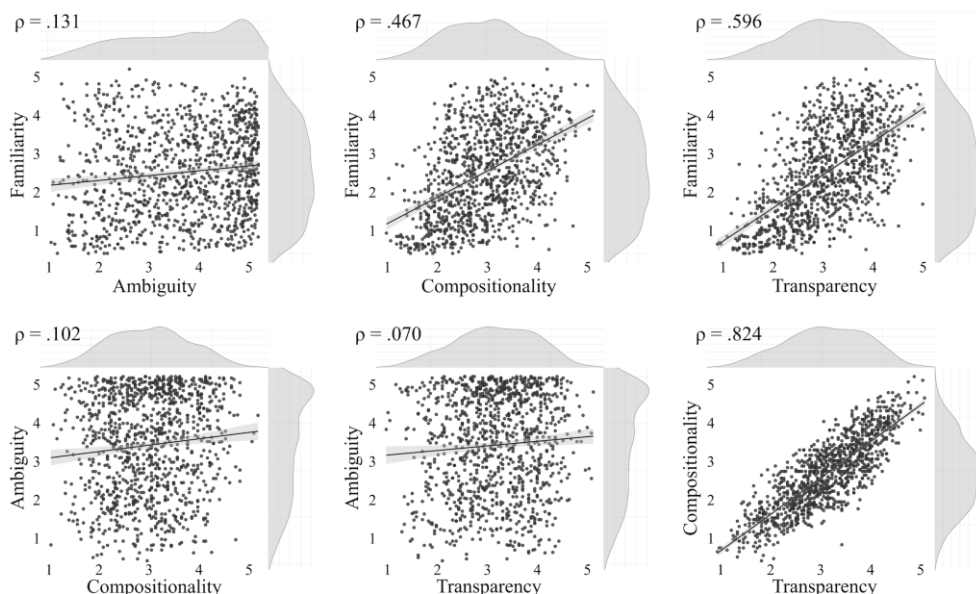 ρ = .131
5
4
3
2
1
Familiarity
1 2 3 4 5
Ambiguity
ρ = .467
5
4
3
2
1
Familiarity
1 2 3 4 5
Compositionality
ρ = .596
5
4
3
2
1
Familiarity
1 2 3 4 5
Transparency
ρ = .102
5
4
3
2
1
Ambiguity
1 2 3 4 5
Compositionality
ρ = .070
5
4
3
2
1
Ambiguity
1 2 3 4 5
Transparency
ρ = .824
5
4
3
2
1
Compositionality
1 2 3 4 5
Transparency